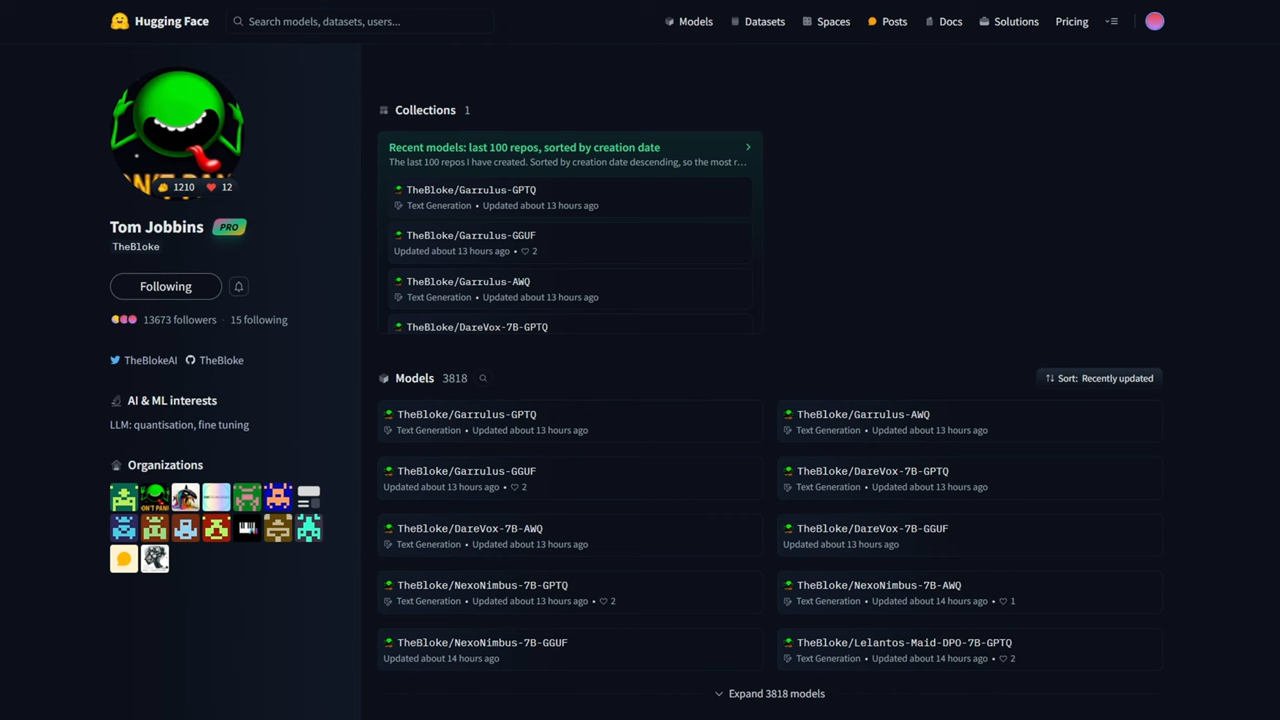 Hugging Face
Search models, datasets, users...
Models
Datasets
Spaces
Posts
Docs
Solutions
Pricing
1210 12
Tom Jobbins PRO
TheBloke
Following
13673 followers · 15 following
TheBlokeAI TheBloke
AI & ML interests
LLM: quantisation, fine tuning
Organizations
Collections 1
Recent models: last 100 repos, sorted by creation date
The last 100 repos I have created. Sorted by creation date descending, so the most r…
TheBloke/Garrulus-GPTQ
Text Generation • Updated about 13 hours ago
TheBloke/Garrulus-GGUF
Updated about 13 hours ago • 2
TheBloke/Garrulus-AWQ
Text Generation • Updated about 13 hours ago
TheBloke/DareVox-7B-GPTQ
Models 3818
Sort: Recently updated
TheBloke/Garrulus-GPTQ
Text Generation • Updated about 13 hours ago
TheBloke/Garrulus-AWQ
Text Generation • Updated about 13 hours ago
TheBloke/Garrulus-GGUF
Updated about 13 hours ago • 2
TheBloke/DareVox-7B-GPTQ
Text Generation • Updated about 13 hours ago
TheBloke/DareVox-7B-AWQ
Text Generation • Updated about 13 hours ago
TheBloke/DareVox-7B-GGUF
Updated about 13 hours ago
TheBloke/NexoNimbus-7B-GPTQ
Text Generation • Updated about 13 hours ago • 2
TheBloke/NexoNimbus-7B-AWQ
Text Generation • Updated about 14 hours ago • 1
TheBloke/NexoNimbus-7B-GGUF
Updated about 14 hours ago
TheBloke/Lelantos-Maid-DPO-7B-GPTQ
Text Generation • Updated about 14 hours ago • 2
Expand 3818 models